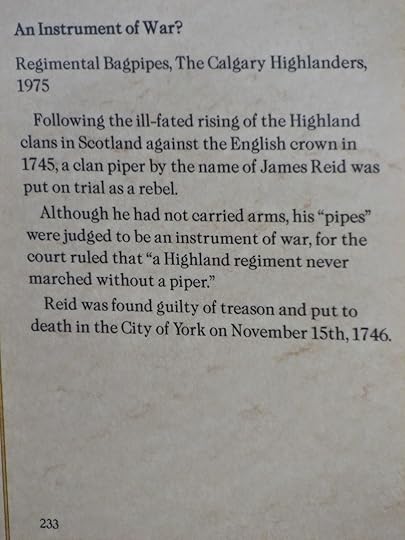 An Instrument of War?
Regimental Bagpipes, The Calgary Highlanders,
1975
Following the ill-fated rising of the Highland
clans in Scotland against the English crown in
1745, a clan piper by the name of James Reid was
put on trial as a rebel.
Although he had not carried arms, his “pipes”
were judged to be an instrument of war, for the
court ruled that “a Highland regiment never
marched without a piper.”
Reid was found guilty of treason and put to
death in the City of York on November 15th, 1746.
233